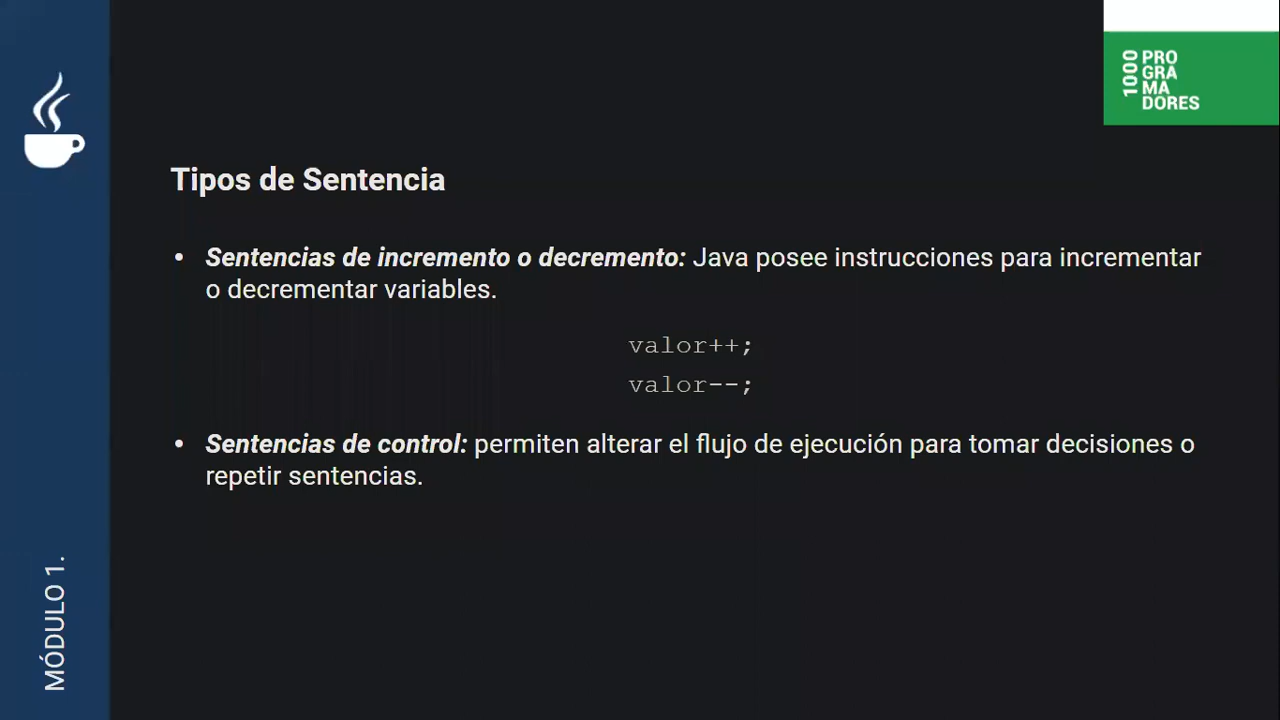 1000
PRO
GRA
MA
DORES
Tipos de Sentencia
• Sentencias de incremento o decremento: Java posee instrucciones para incrementar
o decrementar variables.
valor++;
valor--;
• Sentencias de control: permiten alterar el flujo de ejecución para tomar decisiones o
repetir sentencias.
MÓDULO 1.